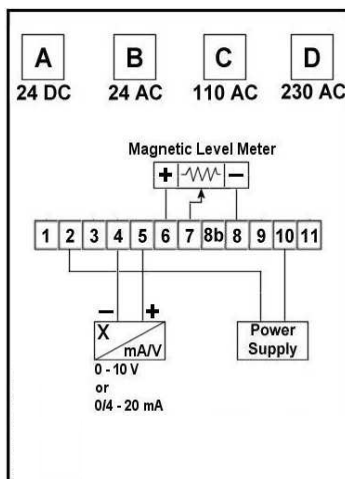 A B C D
24 DC 24 AC 110 AC 230 AC
Magnetic Level Meter
+ −
1 2 3 4 5 6 7 8b 8 9 10 11
− +
X mA/V
Power
Supply
0 - 10 V
or
0/4 - 20 mA